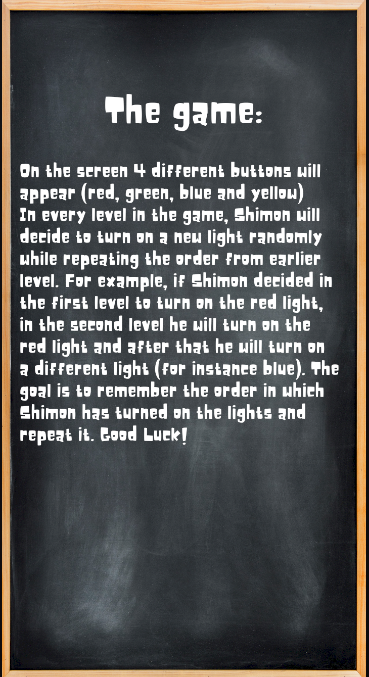 The game:
On the screen 4 different buttons will
appear (red, green, blue and yellow)
In every level in the game, Shimon will
decide to turn on a new light randomly
while repeating the order from earlier
level. For example, if Shimon decided in
the first level to turn on the red light,
in the second level he will turn on the
red light and after that he will turn on
a different light (for instance blue). The
goal is to remember the order in which
Shimon has turned on the lights and
repeat it. Good Luck!